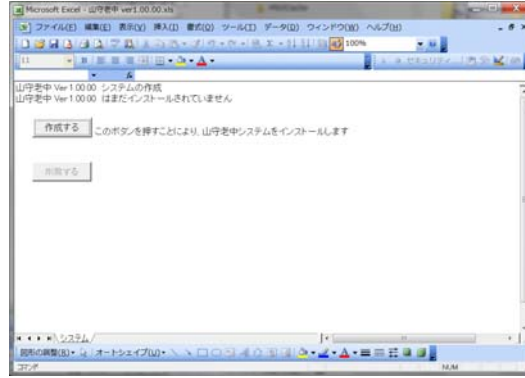 Microsoft Excel - 山守老中 ver1.00.00.xls
ファイル(F) 編集(E) 表示(V) 挿入(I) 書式(O) ツール(T) データ(D) ウィンドウ(W) ヘルプ(H)
100%
11
山守老中 Ver 1.00.00 システムの作成
山守老中 Ver 1.00.00 はまだインストールされていません
作成する このボタンを押すことにより, 山守老中システムをインストールします
削除する
システム
図形の調整(R) オートシェイプ(U)
コマンド
NUM